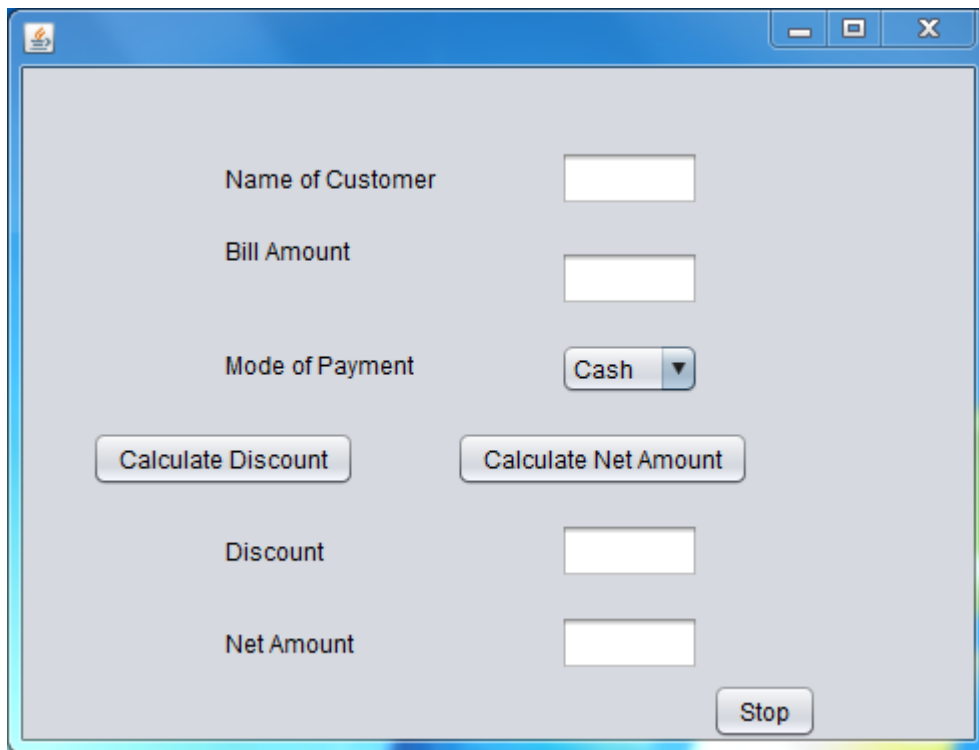 Name of Customer
Bill Amount
Mode of Payment
Cash
Calculate Discount
Calculate Net Amount
Discount
Net Amount
Stop